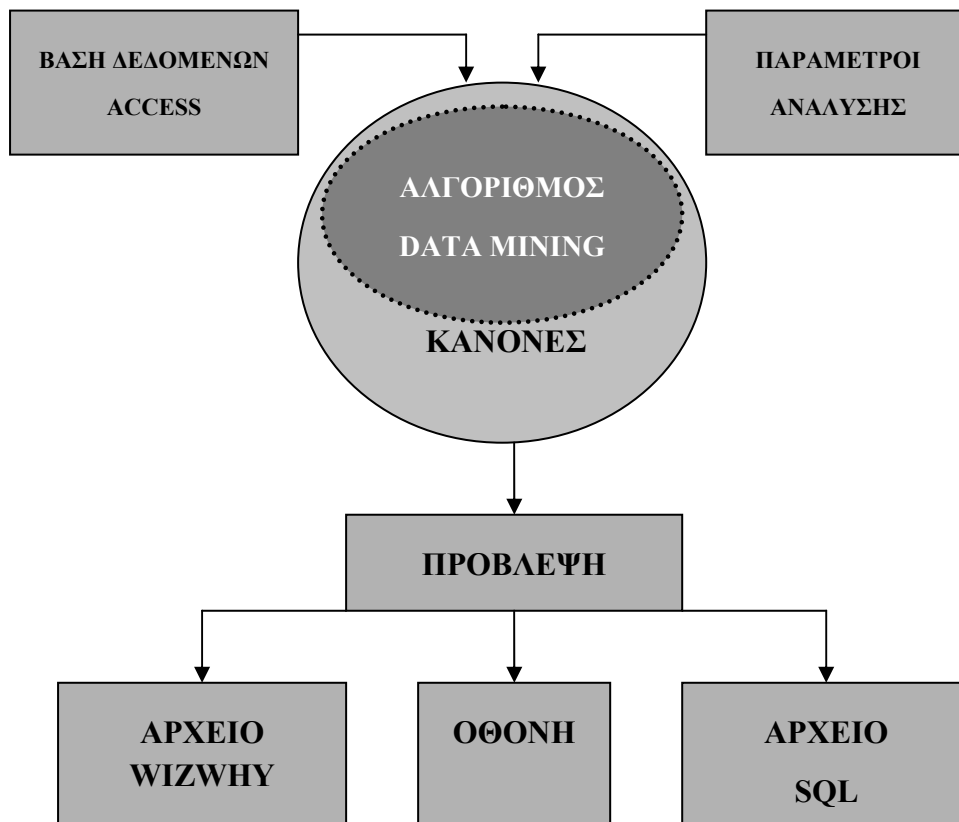 ΒΑΣΗ ΔΕΔΟΜΕΝΩΝ
ACCESS
ΠΑΡΑΜΕΤΡΟΙ
ΑΝΑΛΥΣΗΣ
ΑΛΓΟΡΙΘΜΟΣ
DATA MINING
ΚΑΝΟΝΕΣ
ΠΡΟΒΛΕΨΗ
ΑΡΧΕΙΟ
WIZWHY
ΟΘΟΝΗ
ΑΡΧΕΙΟ
SQL